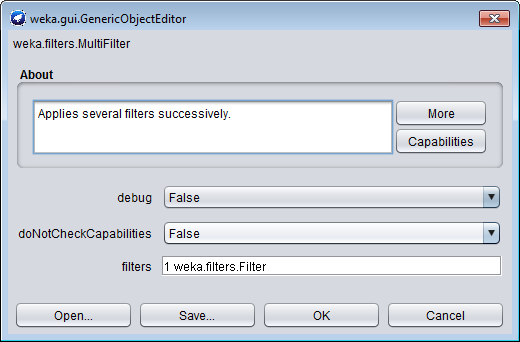 weka.gui.GenericObjectEditor
weka.filters.MultiFilter
About
Applies several filters successively.
More
Capabilities
debug False
doNotCheckCapabilities False
filters 1 weka.filters.Filter
Open... Save... OK Cancel